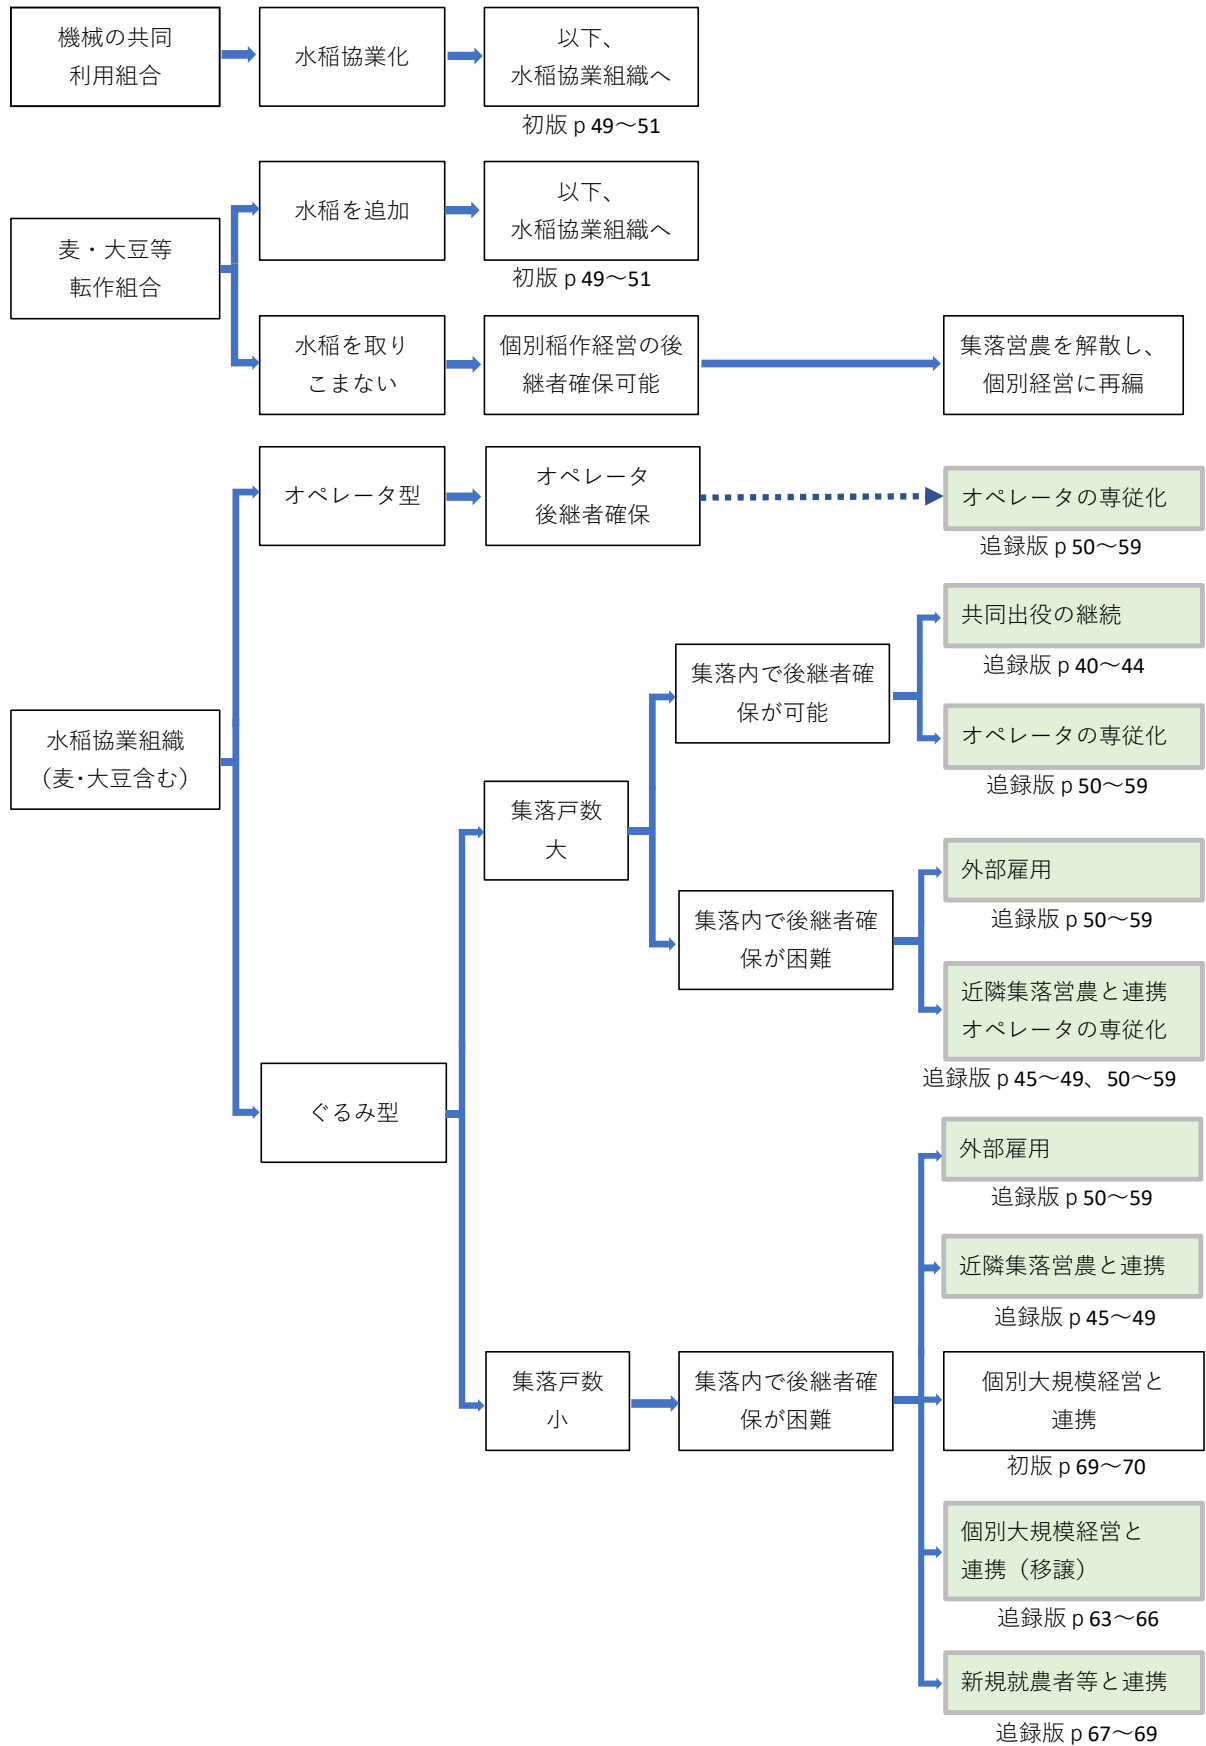 機械の共同
利用組合
水稲協業化
以下、
水稲協業組織へ
初版 p 49～51
麦・大豆等
転作組合
水稲を追加
以下、
水稲協業組織へ
初版 p 49～51
水稲を取り
こまない
個別稲作経営の後
継者確保可能
集落営農を解散し、
個別経営に再編
水稲協業組織
（麦・大豆含む）
オペレータ型
オペレータ
後継者確保
オペレータの専従化
追録版 p 50～59
ぐるみ型
集落戸数
大
集落内で後継者確
保が可能
共同出役の継続
追録版 p 40～44
オペレータの専従化
追録版 p 50～59
集落内で後継者確
保が困難
外部雇用
追録版 p 50～59
近隣集落営農と連携
オペレータの専従化
追録版 p 45～49、50～59
集落戸数
小
集落内で後継者確
保が困難
外部雇用
追録版 p 50～59
近隣集落営農と連携
追録版 p 45～49
個別大規模経営と
連携
初版 p 69～70
個別大規模経営と
連携（移譲）
追録版 p 63～66
新規就農者等と連携
追録版 p 67～69